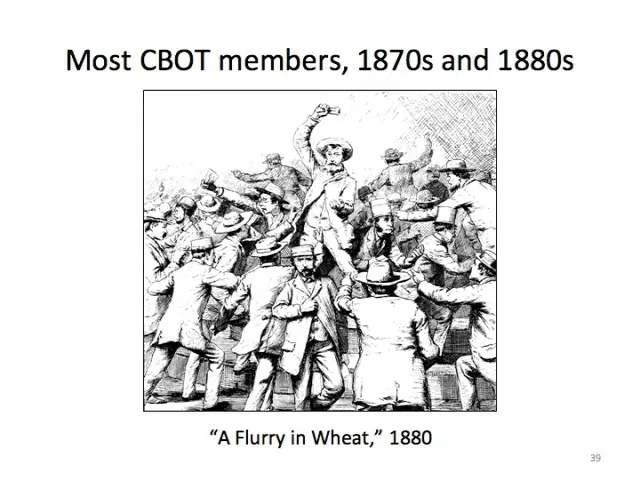 Most CBOT members, 1870s and 1880s
“A Flurry in Wheat,” 1880
39